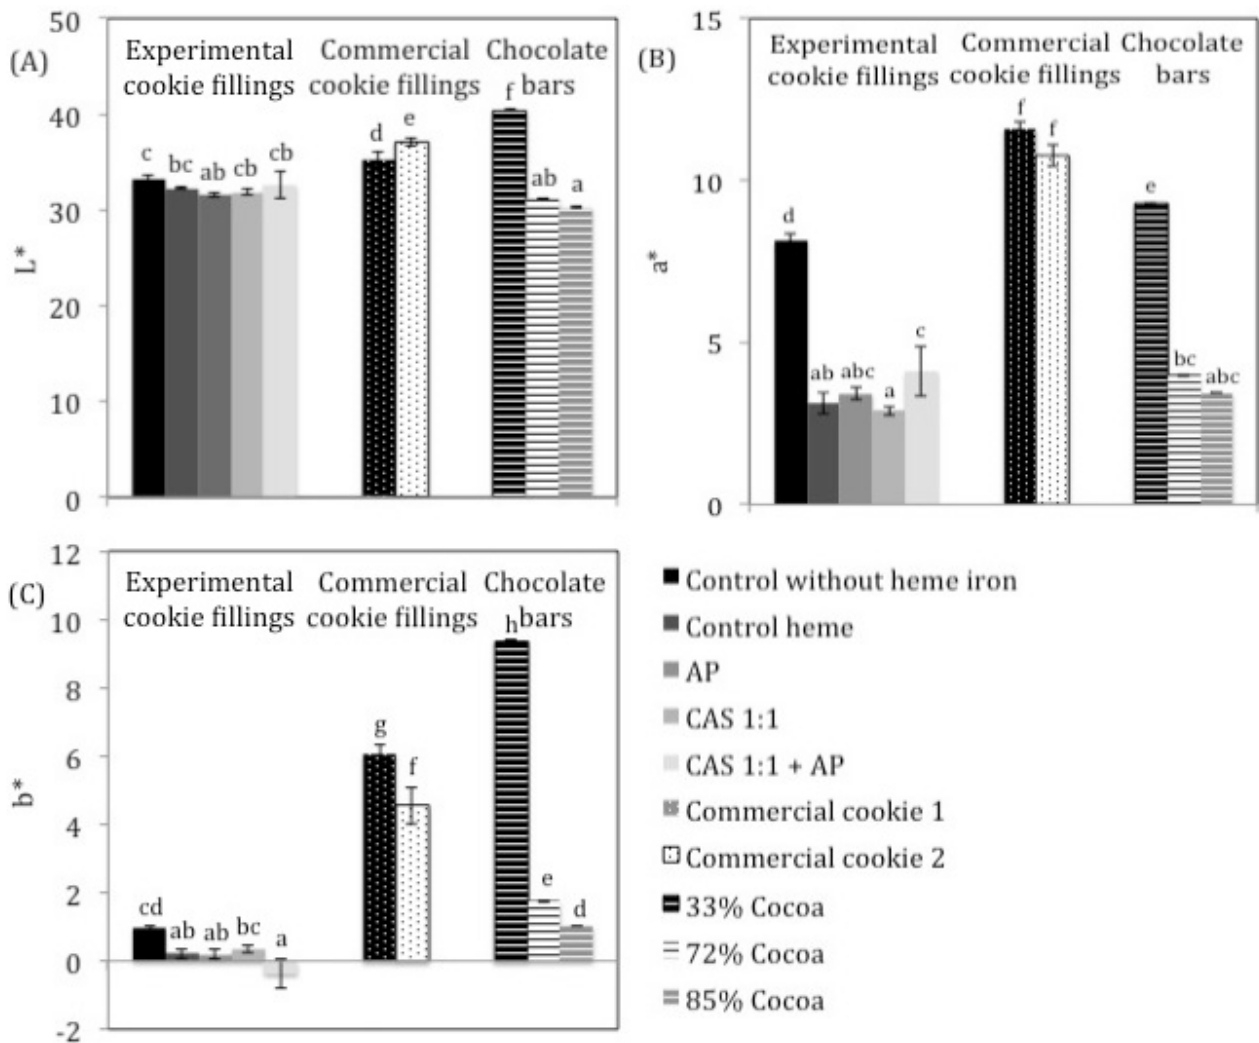 (A)
L*
50
40
30
20
10
0
Experimental
cookie fillings
Commercial
cookie fillings
Chocolate
bars
c
bc
ab
cb
cb
d
e
f
ab
a
(B)
a*
15
10
5
0
Experimental
cookie fillings
Commercial
cookie fillings
Chocolate
bars
d
ab
abc
a
c
f
f
e
bc
abc
(C)
b*
12
10
8
6
4
2
0
-2
Experimental
cookie fillings
Commercial
cookie fillings
Chocolate
bars
cd
ab
ab
bc
a
g
f
h
e
d
Control without heme iron
Control heme
AP
CAS 1:1
CAS 1:1 + AP
Commercial cookie 1
Commercial cookie 2
33% Cocoa
72% Cocoa
85% Cocoa